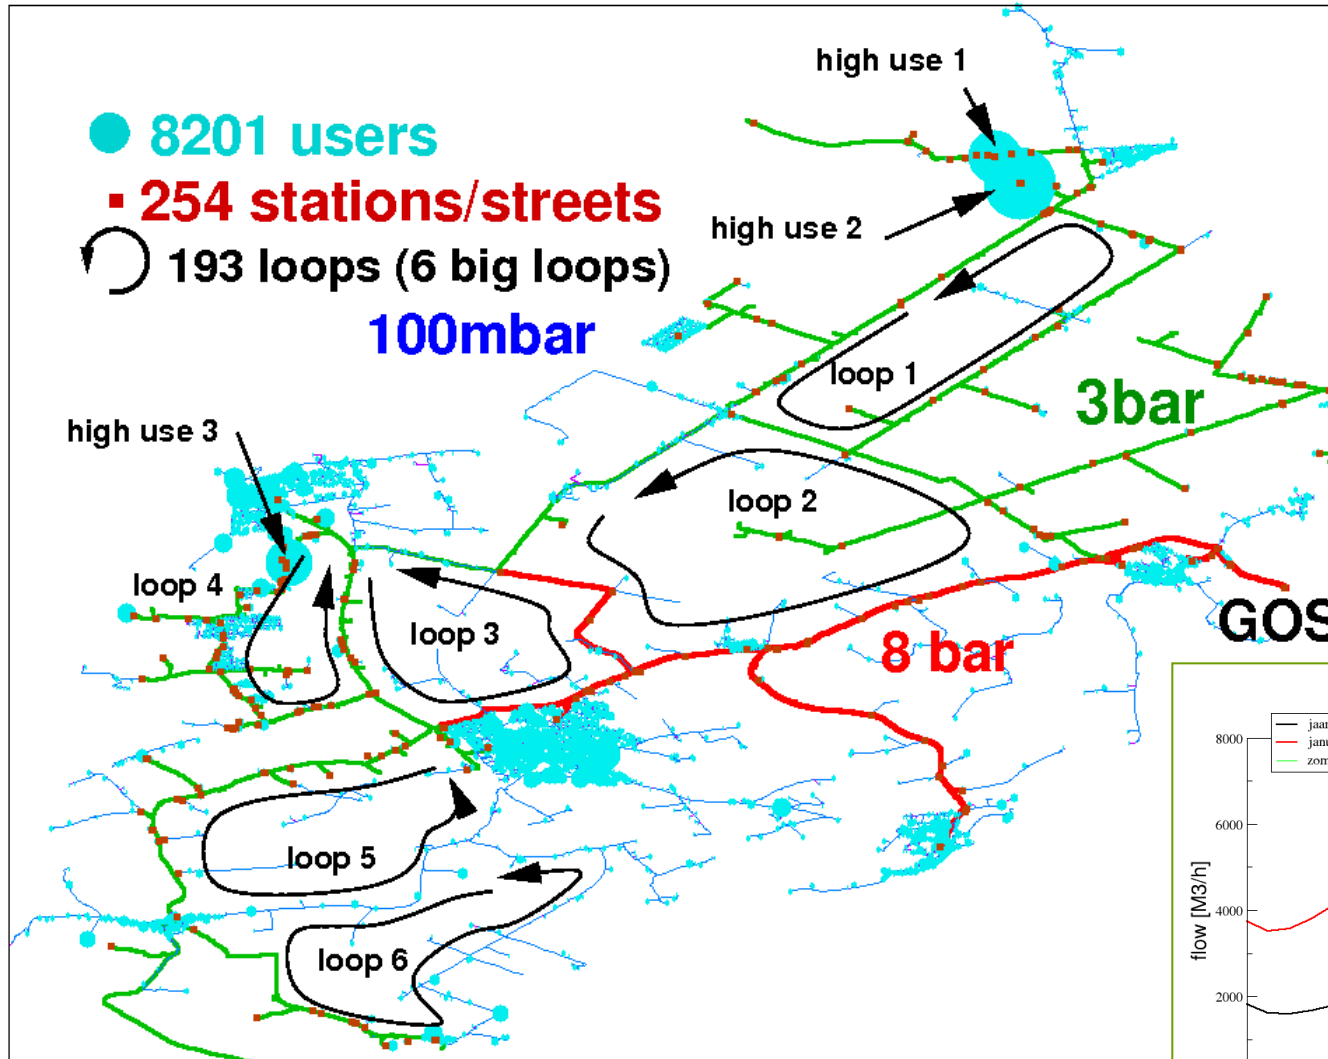 high use 1
8201 users
254 stations/streets
high use 2
193 loops (6 big loops)
100mbar
loop 1
3bar
high use 3
loop 2
loop 4
GOS
loop 3
8 bar
8000
6000
4000
2000
flow [M3/h]
loop 5
loop 6